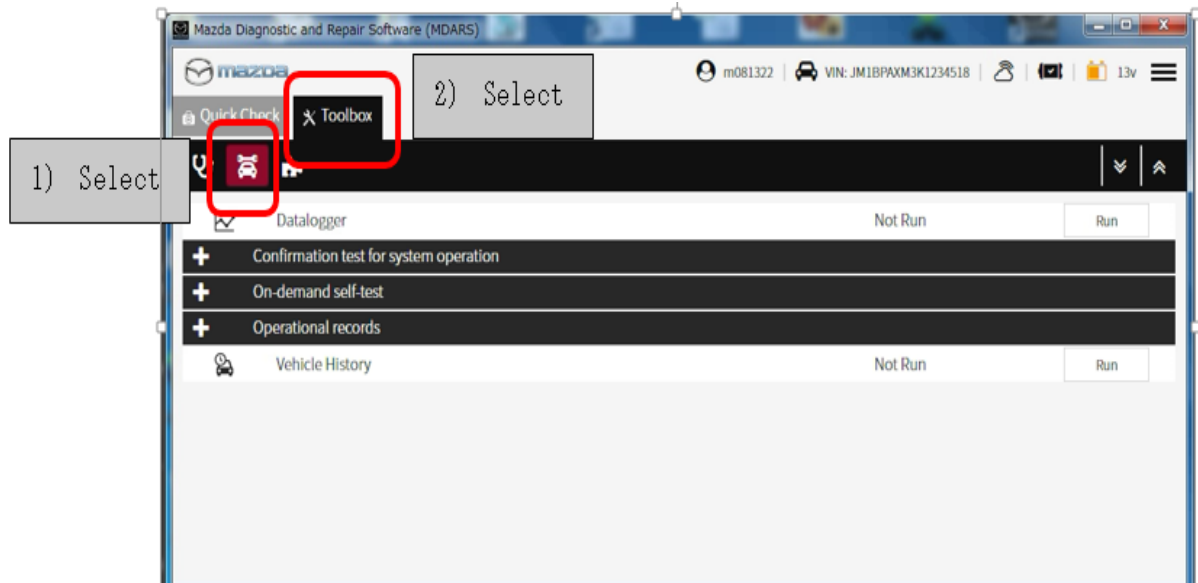 Mazda Diagnostic and Repair Software (MDARS)
mazda
m081322 VIN: JM1BPAXM3K1234518 13v
2) Select
Quick Check
Toolbox
1) Select
Datalogger Not Run Run
Confirmation test for system operation
On-demand self-test
Operational records
Vehicle History Not Run Run